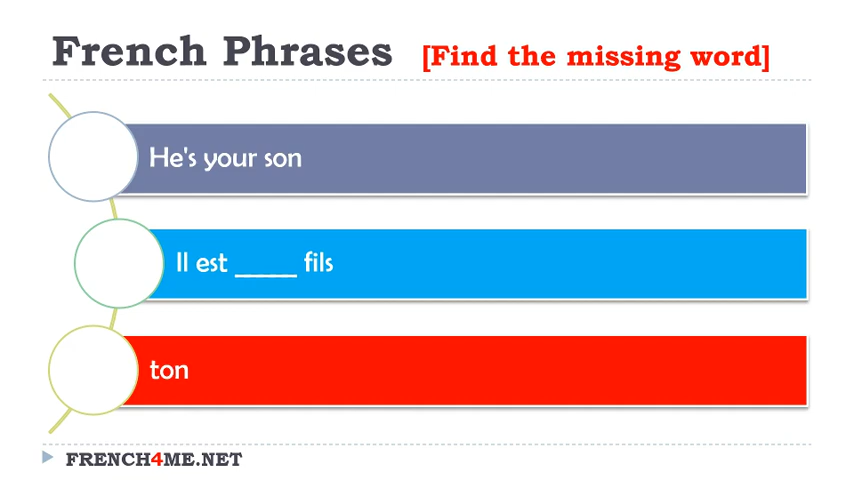 French Phrases [Find the missing word]
He's your son
Il est _____ fils
ton
FRENCH4ME.NET